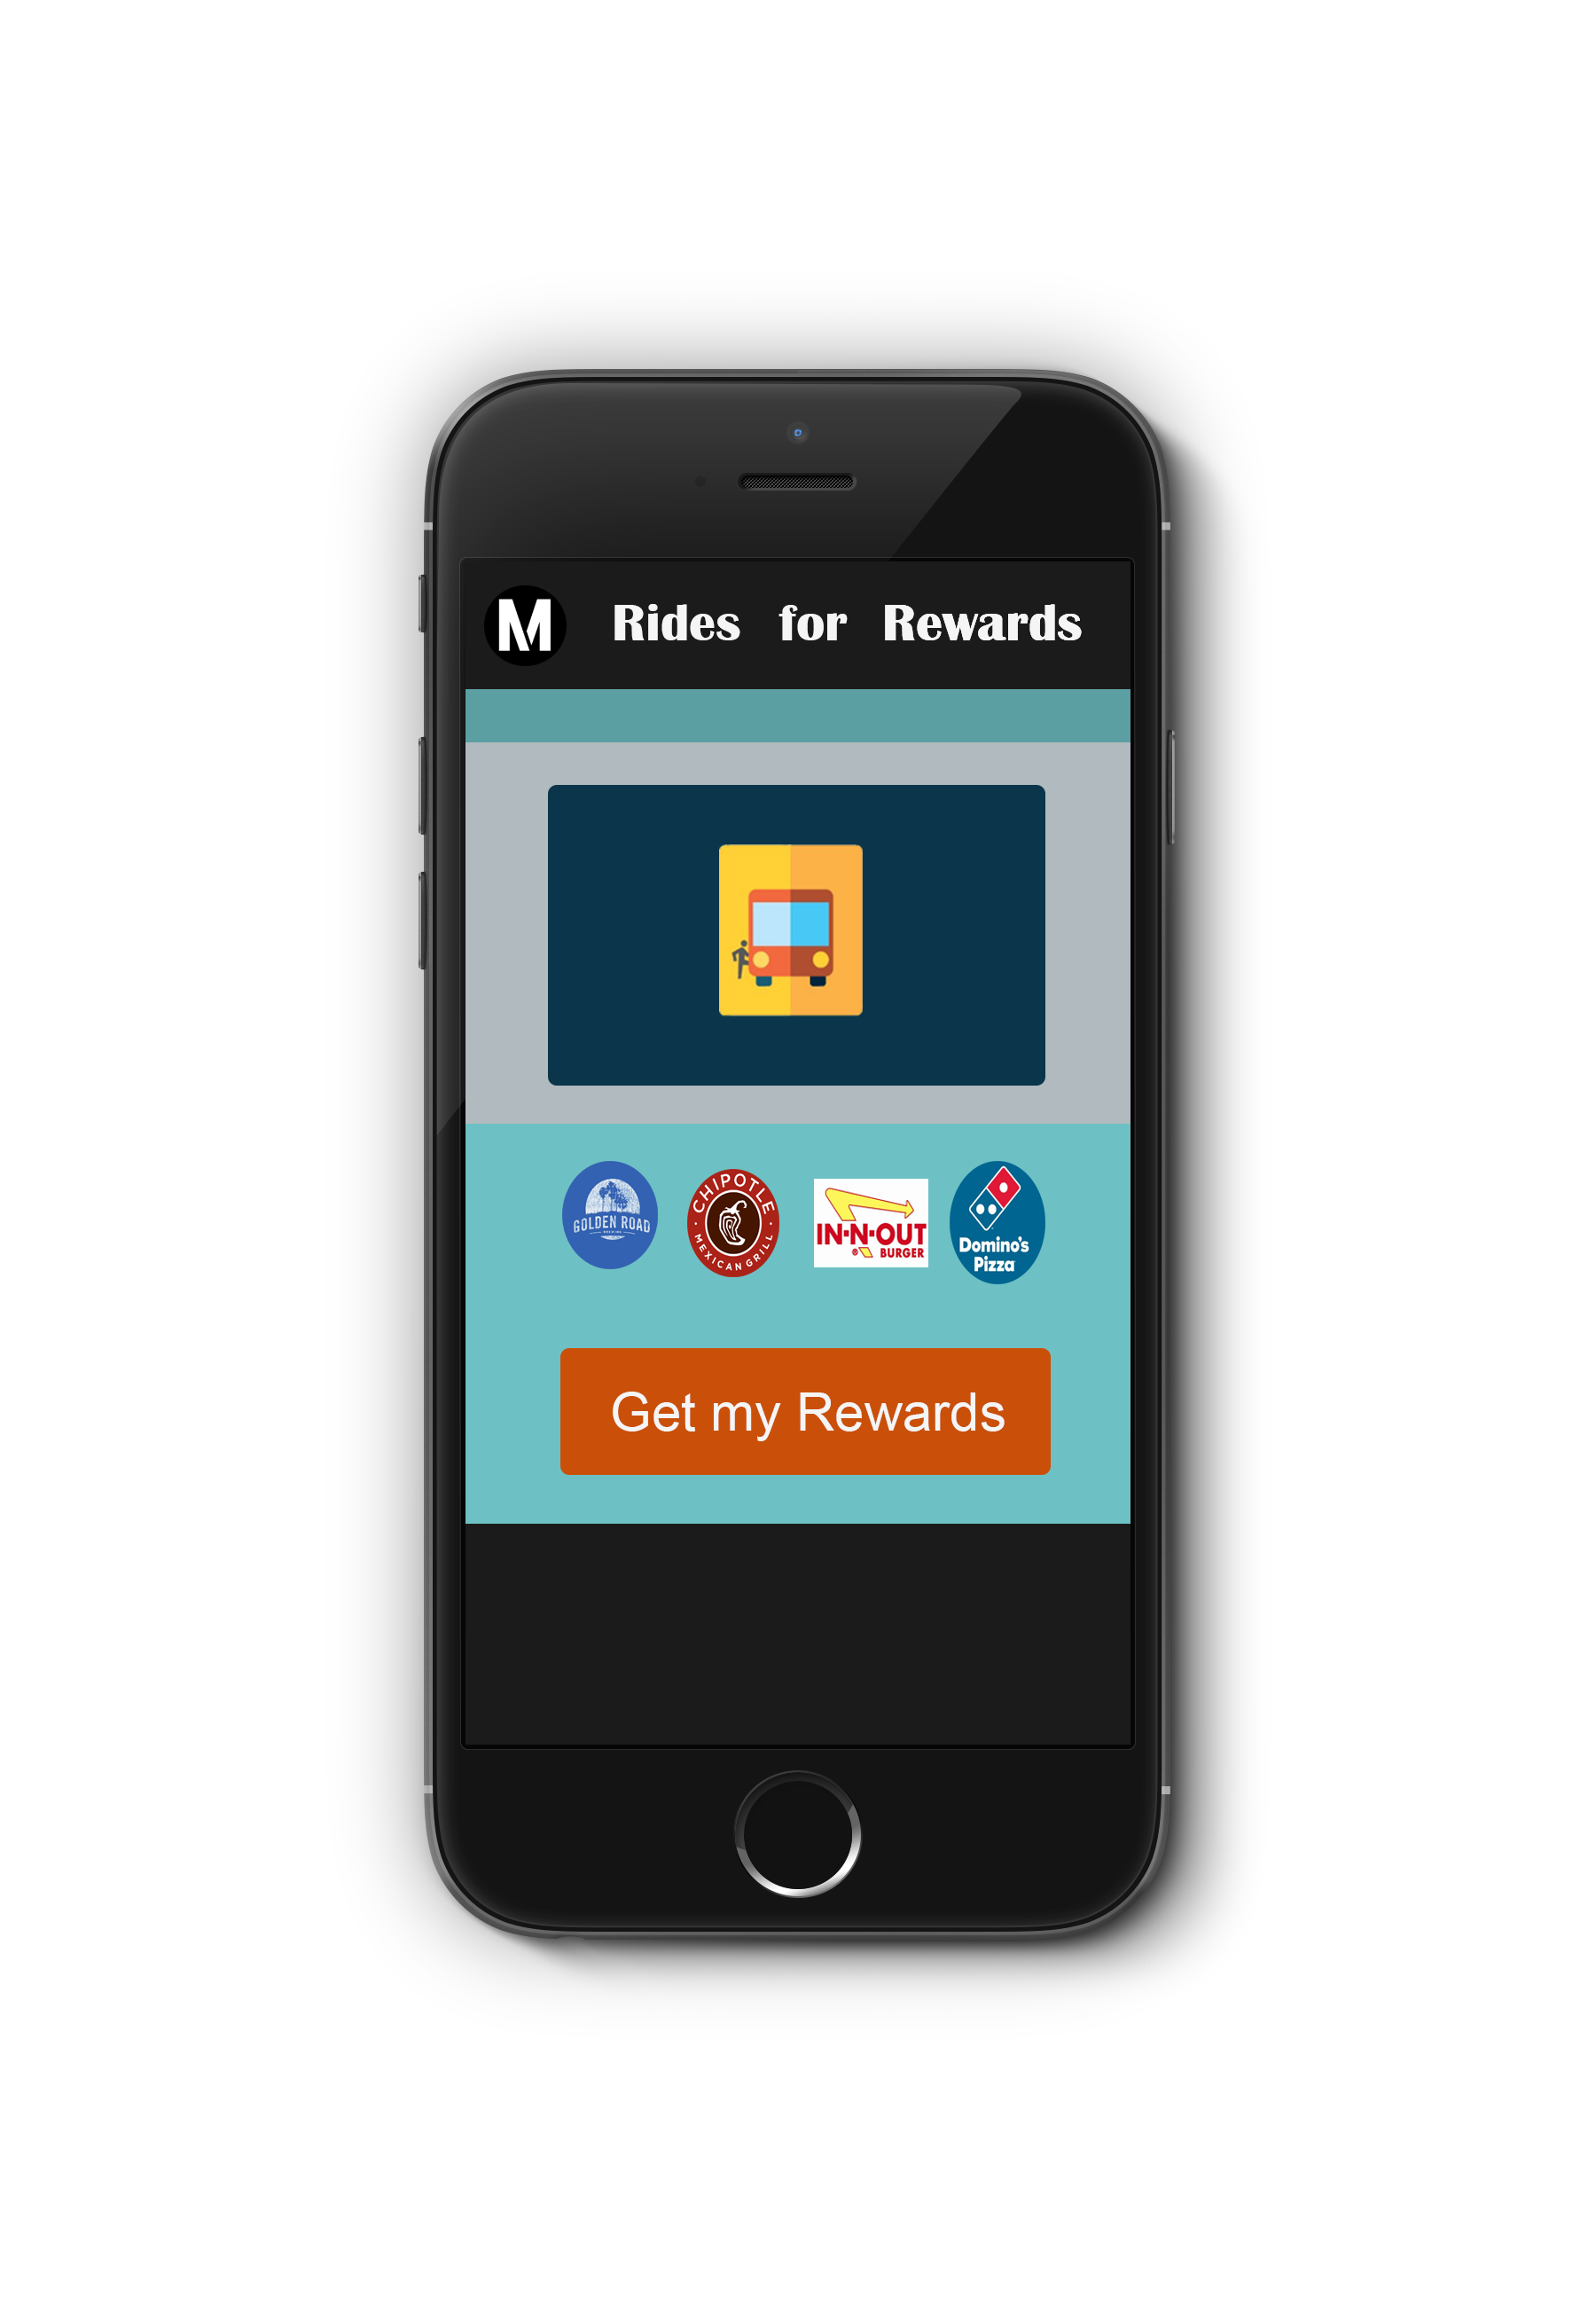 M Rides for Rewards
GOLDEN ROAD
CHIPOTLE
MEXICAN GRILL
IN-N-OUT
® BURGER
Domino's
Pizza
Get my Rewards